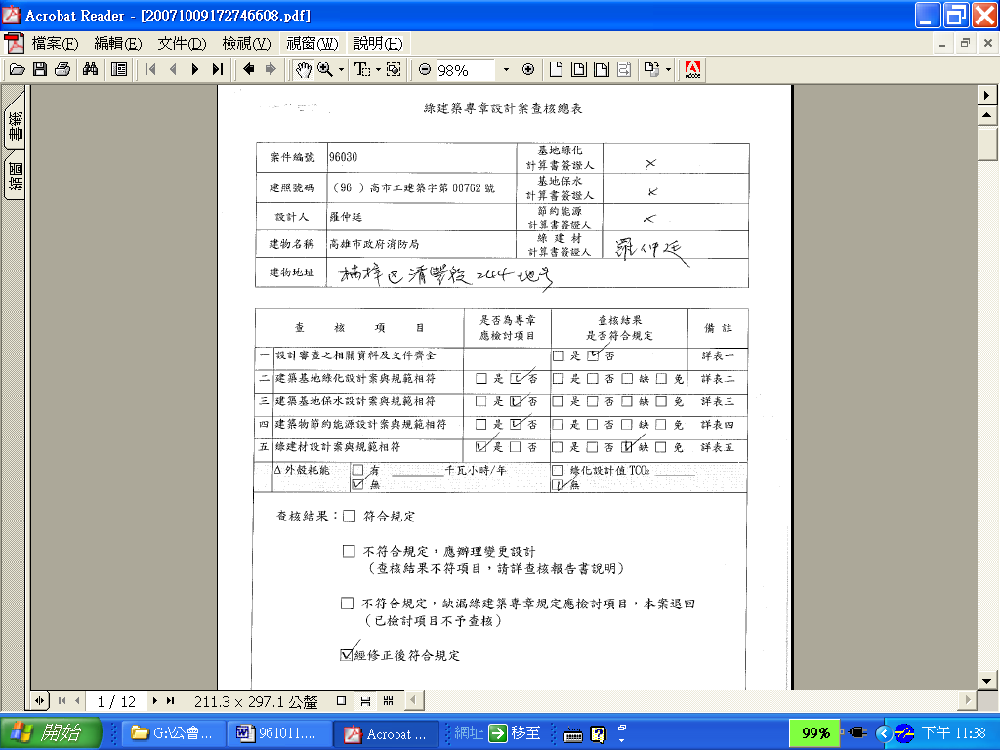 Acrobat Reader - [20071009172746608.pdf]
檔案(F) 編輯(E) 文件(D) 檢視(V) 視窗(W) 說明(H)
98%
Adobe
書籤
縮圖
綠建築專章設計案查核總表
案件編號 96030 基地綠化計算書簽證人 ×
建照號碼 (96 ) 高市工建築字第 00762 號 基地保水計算書簽證人 ×
設計人 羅仲廷 節約能源計算書簽證人 ×
建物名稱 高雄市政府消防局 綠建材計算書簽證人 羅仲廷
建物地址 楠梓区清豐段 244 地号
查核項目 是否為專章應檢討項目 查核結果是否符合規定 備註
一 設計審查之相關資料及文件齊全 □ 是 ☑ 否 詳表一
二 建築基地綠化設計案與規範相符 □ 是 ☑ 否 □ 是 □ 否 □ 缺 □ 免 詳表二
三 建築基地保水設計案與規範相符 □ 是 ☑ 否 □ 是 □ 否 □ 缺 □ 免 詳表三
四 建築物節約能源設計案與規範相符 □ 是 ☑ 否 □ 是 □ 否 □ 缺 □ 免 詳表四
五 綠建材設計案與規範相符 ☑ 是 □ 否 □ 是 □ 否 ☑ 缺 □ 免 詳表五
Δ外殼耗能 □ 有 ________千瓦小時/年 □ 綠化設計值 TCO₂ ______
☑ 無 ☑ 無
查核結果：□ 符合規定
□ 不符合規定，應辦理變更設計
（查核結果不符項目，請詳查核報告書說明）
□ 不符合規定，缺漏綠建築專章規定應檢討項目，本案退回
（已檢討項目不予查核）
☑經修正後符合規定
1 / 12 211.3 x 297.1 公釐
開始 G:\公會... 961011.... Acrobat ... 網址 移至 99% 下午 11:38